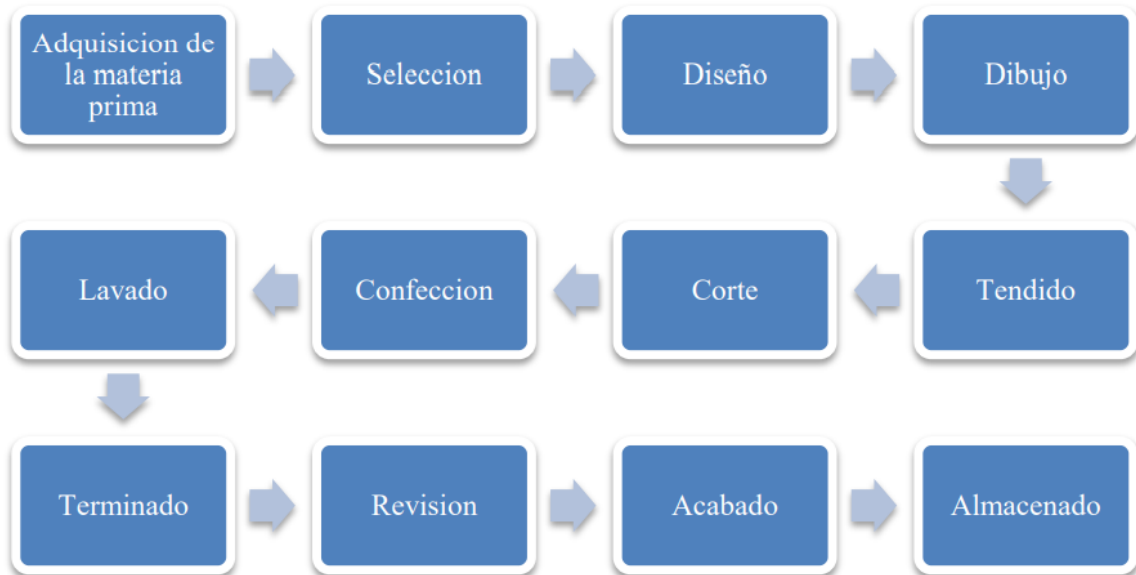 Adquisicion de
la materia
prima
Seleccion
Diseño
Dibujo
Tendido
Corte
Confeccion
Lavado
Terminado
Revision
Acabado
Almacenado